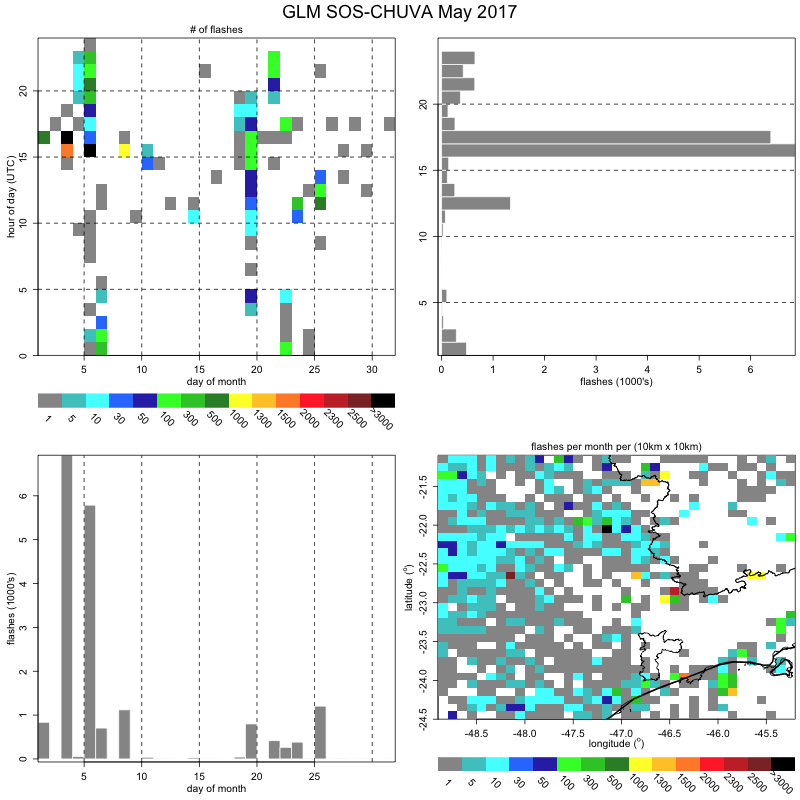 GLM SOS-CHUVA May 2017
# of flashes
hour of day (UTC)
0 5 10 15 20
5 10 15 20 25 30
day of month
1 5 10 30 50 100 300 500 1000 1300 1500 2000 2300 2500 >3000
5 10 15 20
0 1 2 3 4 5 6
flashes (1000's)
flashes (1000's)
0 1 2 3 4 5 6
5 10 15 20 25
day of month
flashes per month per (10km x 10km)
latitude (°)
-21.5
-22.0
-22.5
-23.0
-23.5
-24.0
-24.5
-48.5 -48.0 -47.5 -47.0 -46.5 -46.0 -45.5
longitude (°)
1 5 10 30 50 100 300 500 1000 1300 1500 2000 2300 2500 >3000